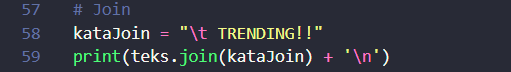 57 # Join
58 kataJoin = "\t TRENDING!!"
59 print(teks.join(kataJoin) + '\n')